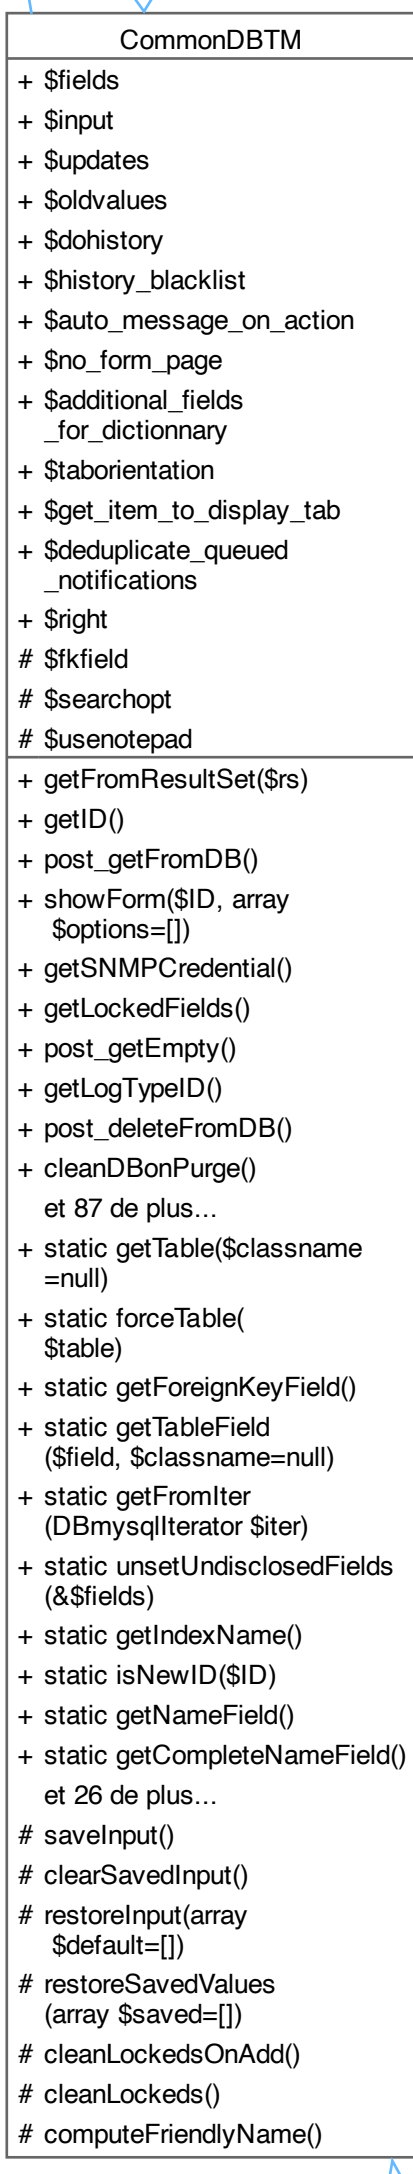 CommonDBTM
+ $fields
+ $input
+ $updates
+ $oldvalues
+ $dohistory
+ $history_blacklist
+ $auto_message_on_action
+ $no_form_page
+ $additional_fields
_for_dictionnary
+ $taborientation
+ $get_item_to_display_tab
+ $deduplicate_queued
_notifications
+ $right
# $fkfield
# $searchopt
# $usenotepad
+ getFromResultSet($rs)
+ getID()
+ post_getFromDB()
+ showForm($ID, array
$options=[])
+ getSNMPCredential()
+ getLockedFields()
+ post_getEmpty()
+ getLogTypeID()
+ post_deleteFromDB()
+ cleanDBonPurge()
et 87 de plus...
+ static getTable($classname
=null)
+ static forceTable(
$table)
+ static getForeignKeyField()
+ static getTableField
($field, $classname=null)
+ static getFromIter
(DBmysqlIterator $iter)
+ static unsetUndisclosedFields
(&$fields)
+ static getIndexName()
+ static isNewID($ID)
+ static getNameField()
+ static getCompleteNameField()
et 26 de plus...
# saveInput()
# clearSavedInput()
# restoreInput(array
$default=[])
# restoreSavedValues
(array $saved=[])
# cleanLockedsOnAdd()
# cleanLockeds()
# computeFriendlyName()